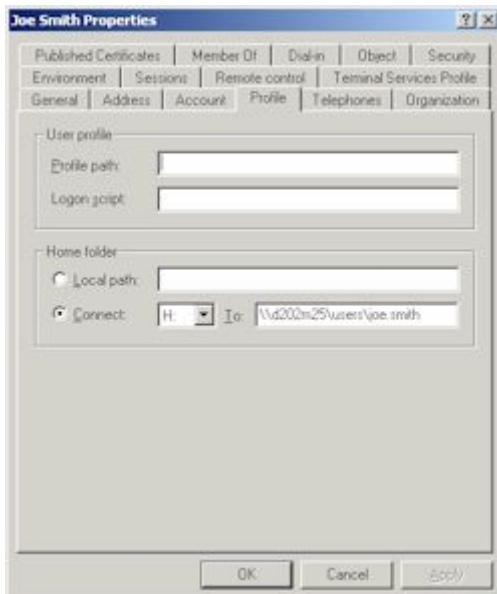 Joe Smith Properties
Published Certificates Member Of Dial-in Object Security
Environment Sessions Remote control Terminal Services Profile
General Address Account Profile Telephones Organization
User profile
Profile path:
Logon script:
Home folder
Local path:
Connect: H: To: \\d202m25\users\joe.smith
OK Cancel Apply